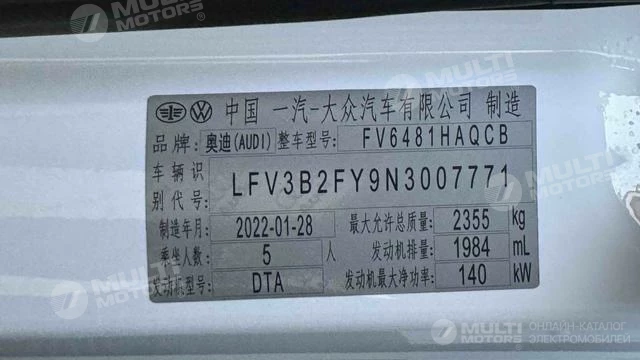 MULTI MOTORS
中国 一汽-大众汽车有限公司 制造
品牌: 奥迪(AUDI) 整车型号: FV6481HAQCB
车辆识别代号: LFV3B2FY9N3007771
制造年月: 2022-01-28 最大允许总质量: 2355 kg
乘坐人数: 5 人 发动机排量: 1984 mL
发动机型号: DTA 发动机最大净功率: 140 kW
MULTI MOTORS
MULTI MOTORS
MULTI MOTORS
ОНЛАЙН-КАТАЛОГ
ЭЛЕКТРОМОБИЛЕЙ